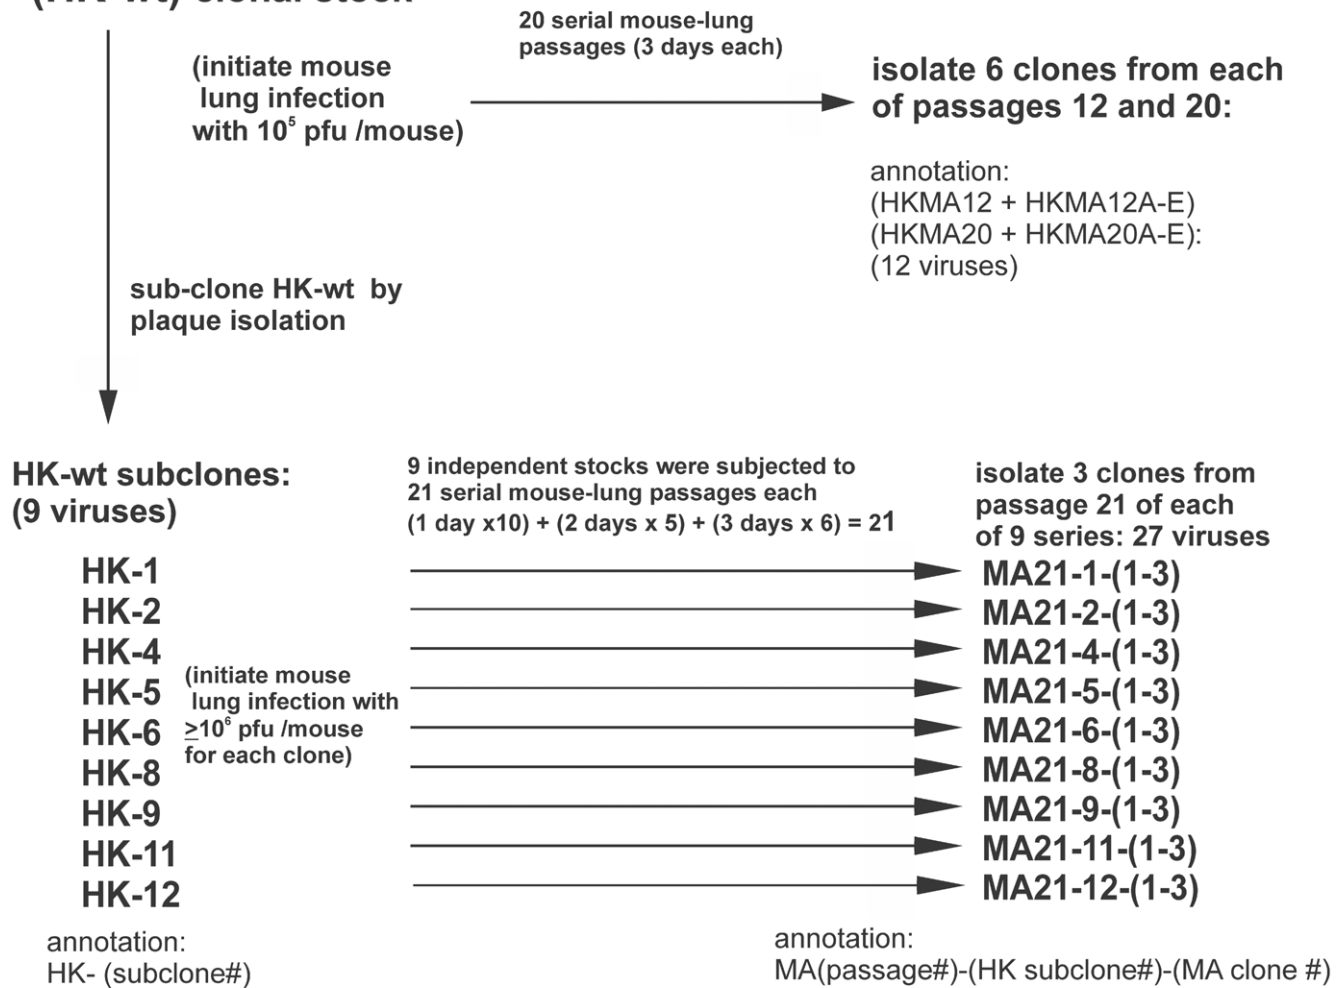 (HK-wt) clonal stock
20 serial mouse-lung
passages (3 days each)
(initiate mouse
lung infection
with 10⁵ pfu /mouse)
isolate 6 clones from each
of passages 12 and 20:
annotation:
(HKMA12 + HKMA12A-E)
(HKMA20 + HKMA20A-E):
(12 viruses)
sub-clone HK-wt by
plaque isolation
HK-wt subclones:
(9 viruses)
9 independent stocks were subjected to
21 serial mouse-lung passages each
(1 day x10) + (2 days x 5) + (3 days x 6) = 21
isolate 3 clones from
passage 21 of each
of 9 series: 27 viruses
HK-1
HK-2
HK-4
HK-5
HK-6
HK-8
HK-9
HK-11
HK-12
(initiate mouse
lung infection with
≥10⁶ pfu /mouse
for each clone)
MA21-1-(1-3)
MA21-2-(1-3)
MA21-4-(1-3)
MA21-5-(1-3)
MA21-6-(1-3)
MA21-8-(1-3)
MA21-9-(1-3)
MA21-11-(1-3)
MA21-12-(1-3)
annotation:
HK- (subclone#)
annotation:
MA(passage#)-(HK subclone#)-(MA clone #)